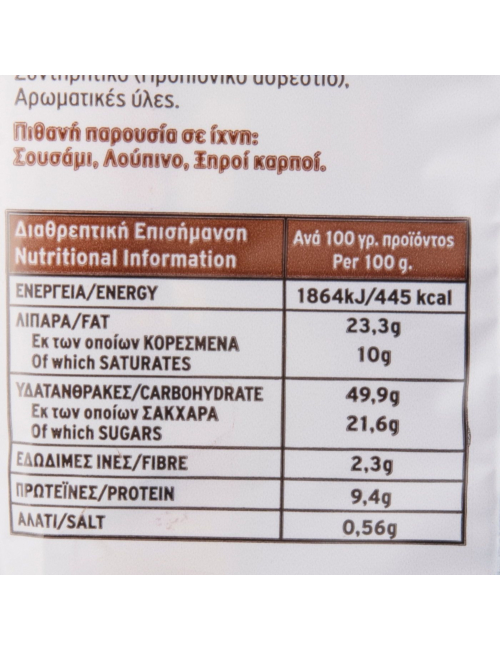 Συντηρητικό (Προπιονικό ασβέστιο),
Αρωματικές ύλες.
Πιθανή παρουσία σε ίχνη:
Σουσάμι, Λούπινο, Ξηροί καρποί.
Διαθρεπτική Επισήμανση
Nutritional Information
Ανά 100 γρ. προϊόντος
Per 100 g.
ΕΝΕΡΓΕΙΑ/ENERGY 1864kJ/445 kcal
ΛΙΠΑΡΑ/FAT 23,3g
Εκ των οποίων ΚΟΡΕΣΜΕΝΑ
Of which SATURATES 10g
ΥΔΑΤΑΝΘΡΑΚΕΣ/CARBOHYDRATE 49,9g
Εκ των οποίων ΣΑΚΧΑΡΑ
Of which SUGARS 21,6g
ΕΔΩΔΙΜΕΣ ΙΝΕΣ/FIBRE 2,3g
ΠΡΩΤΕΪΝΕΣ/PROTEIN 9,4g
ΑΛΑΤΙ/SALT 0,56g